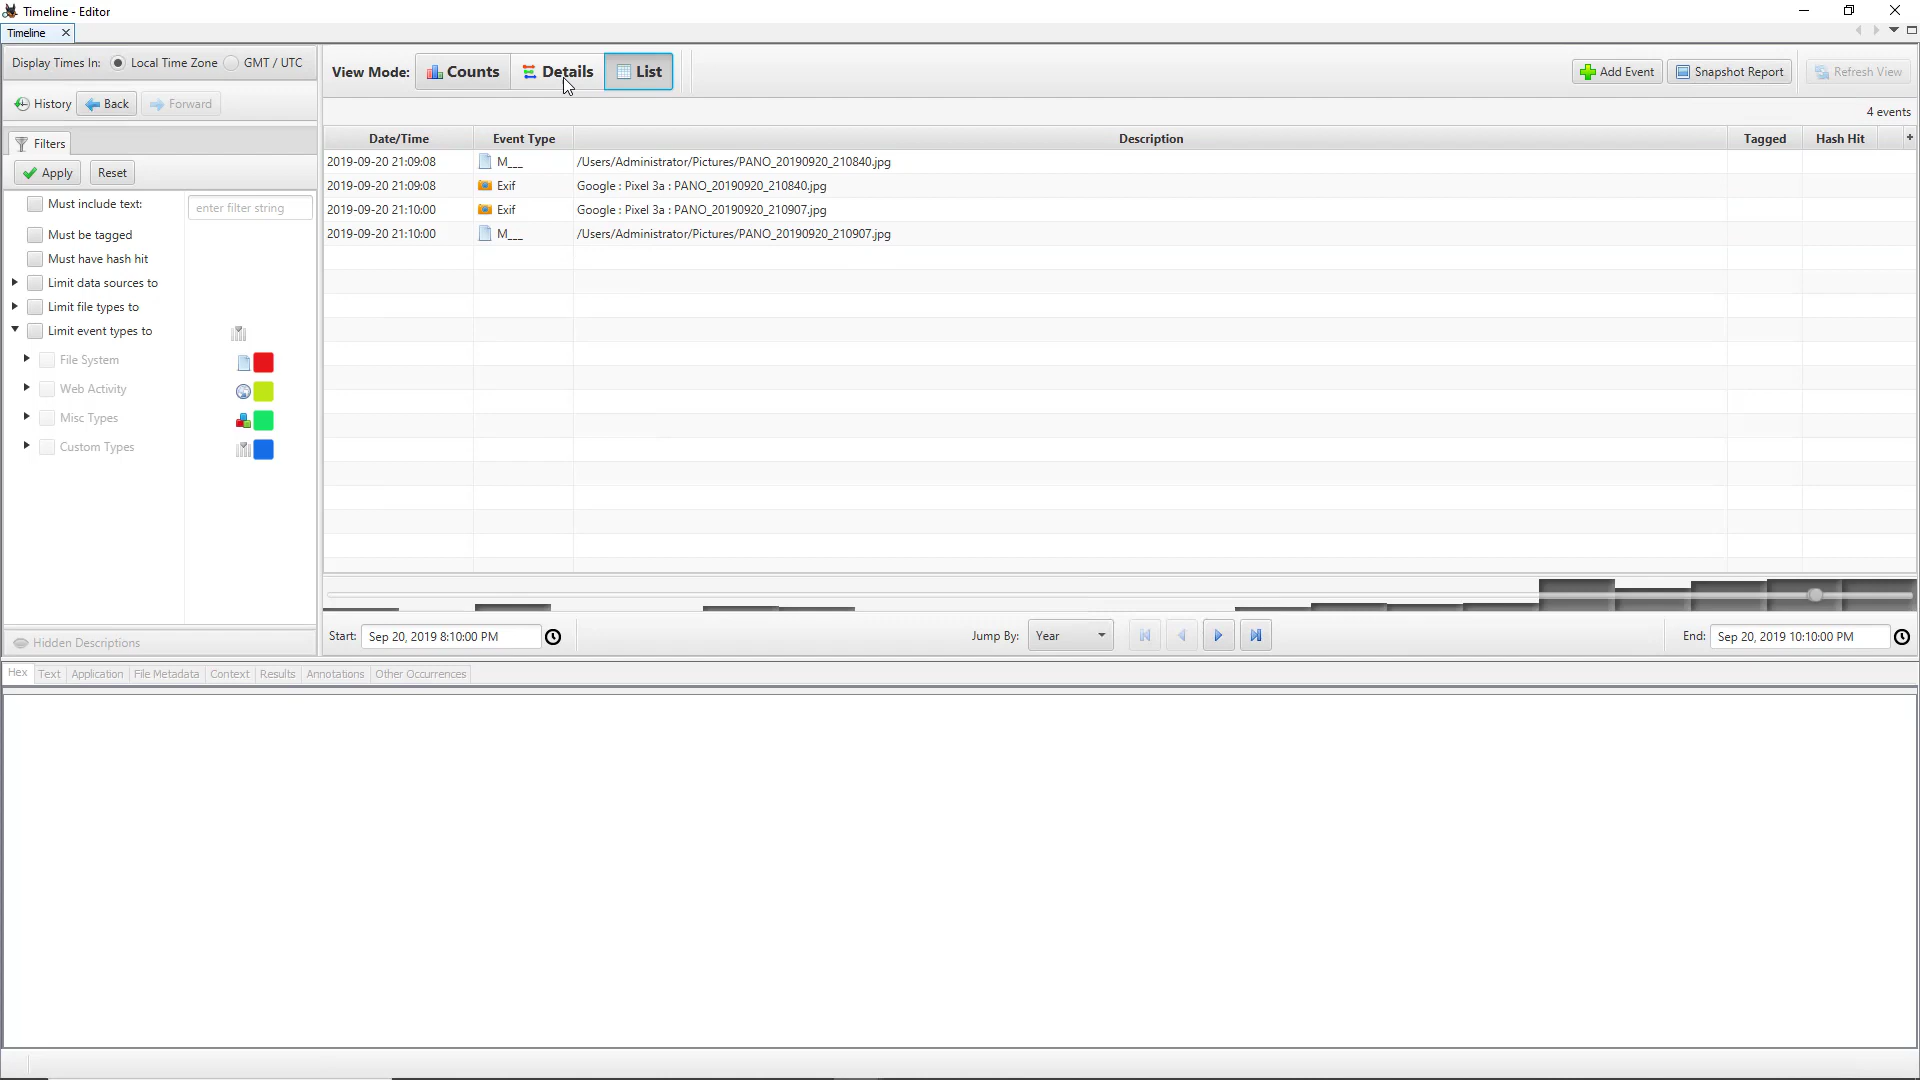 Timeline - Editor
Timeline
Display Times In: Local Time Zone GMT / UTC
View Mode: Counts Details List
Add Event Snapshot Report Refresh View
History Back Forward
4 events
Filters
Date/Time Event Type Description Tagged Hash Hit +
Apply Reset
2019-09-20 21:09:08 M___ /Users/Administrator/Pictures/PANO_20190920_210840.jpg
2019-09-20 21:09:08 Exif Google : Pixel 3a : PANO_20190920_210840.jpg
2019-09-20 21:10:00 Exif Google : Pixel 3a : PANO_20190920_210907.jpg
2019-09-20 21:10:00 M___ /Users/Administrator/Pictures/PANO_20190920_210907.jpg
Must include text: enter filter string
Must be tagged
Must have hash hit
Limit data sources to
Limit file types to
Limit event types to
File System
Web Activity
Misc Types
Custom Types
Hidden Descriptions
Start: Sep 20, 2019 8:10:00 PM Jump By: Year End: Sep 20, 2019 10:10:00 PM
Hex Text Application File Metadata Context Results Annotations Other Occurrences